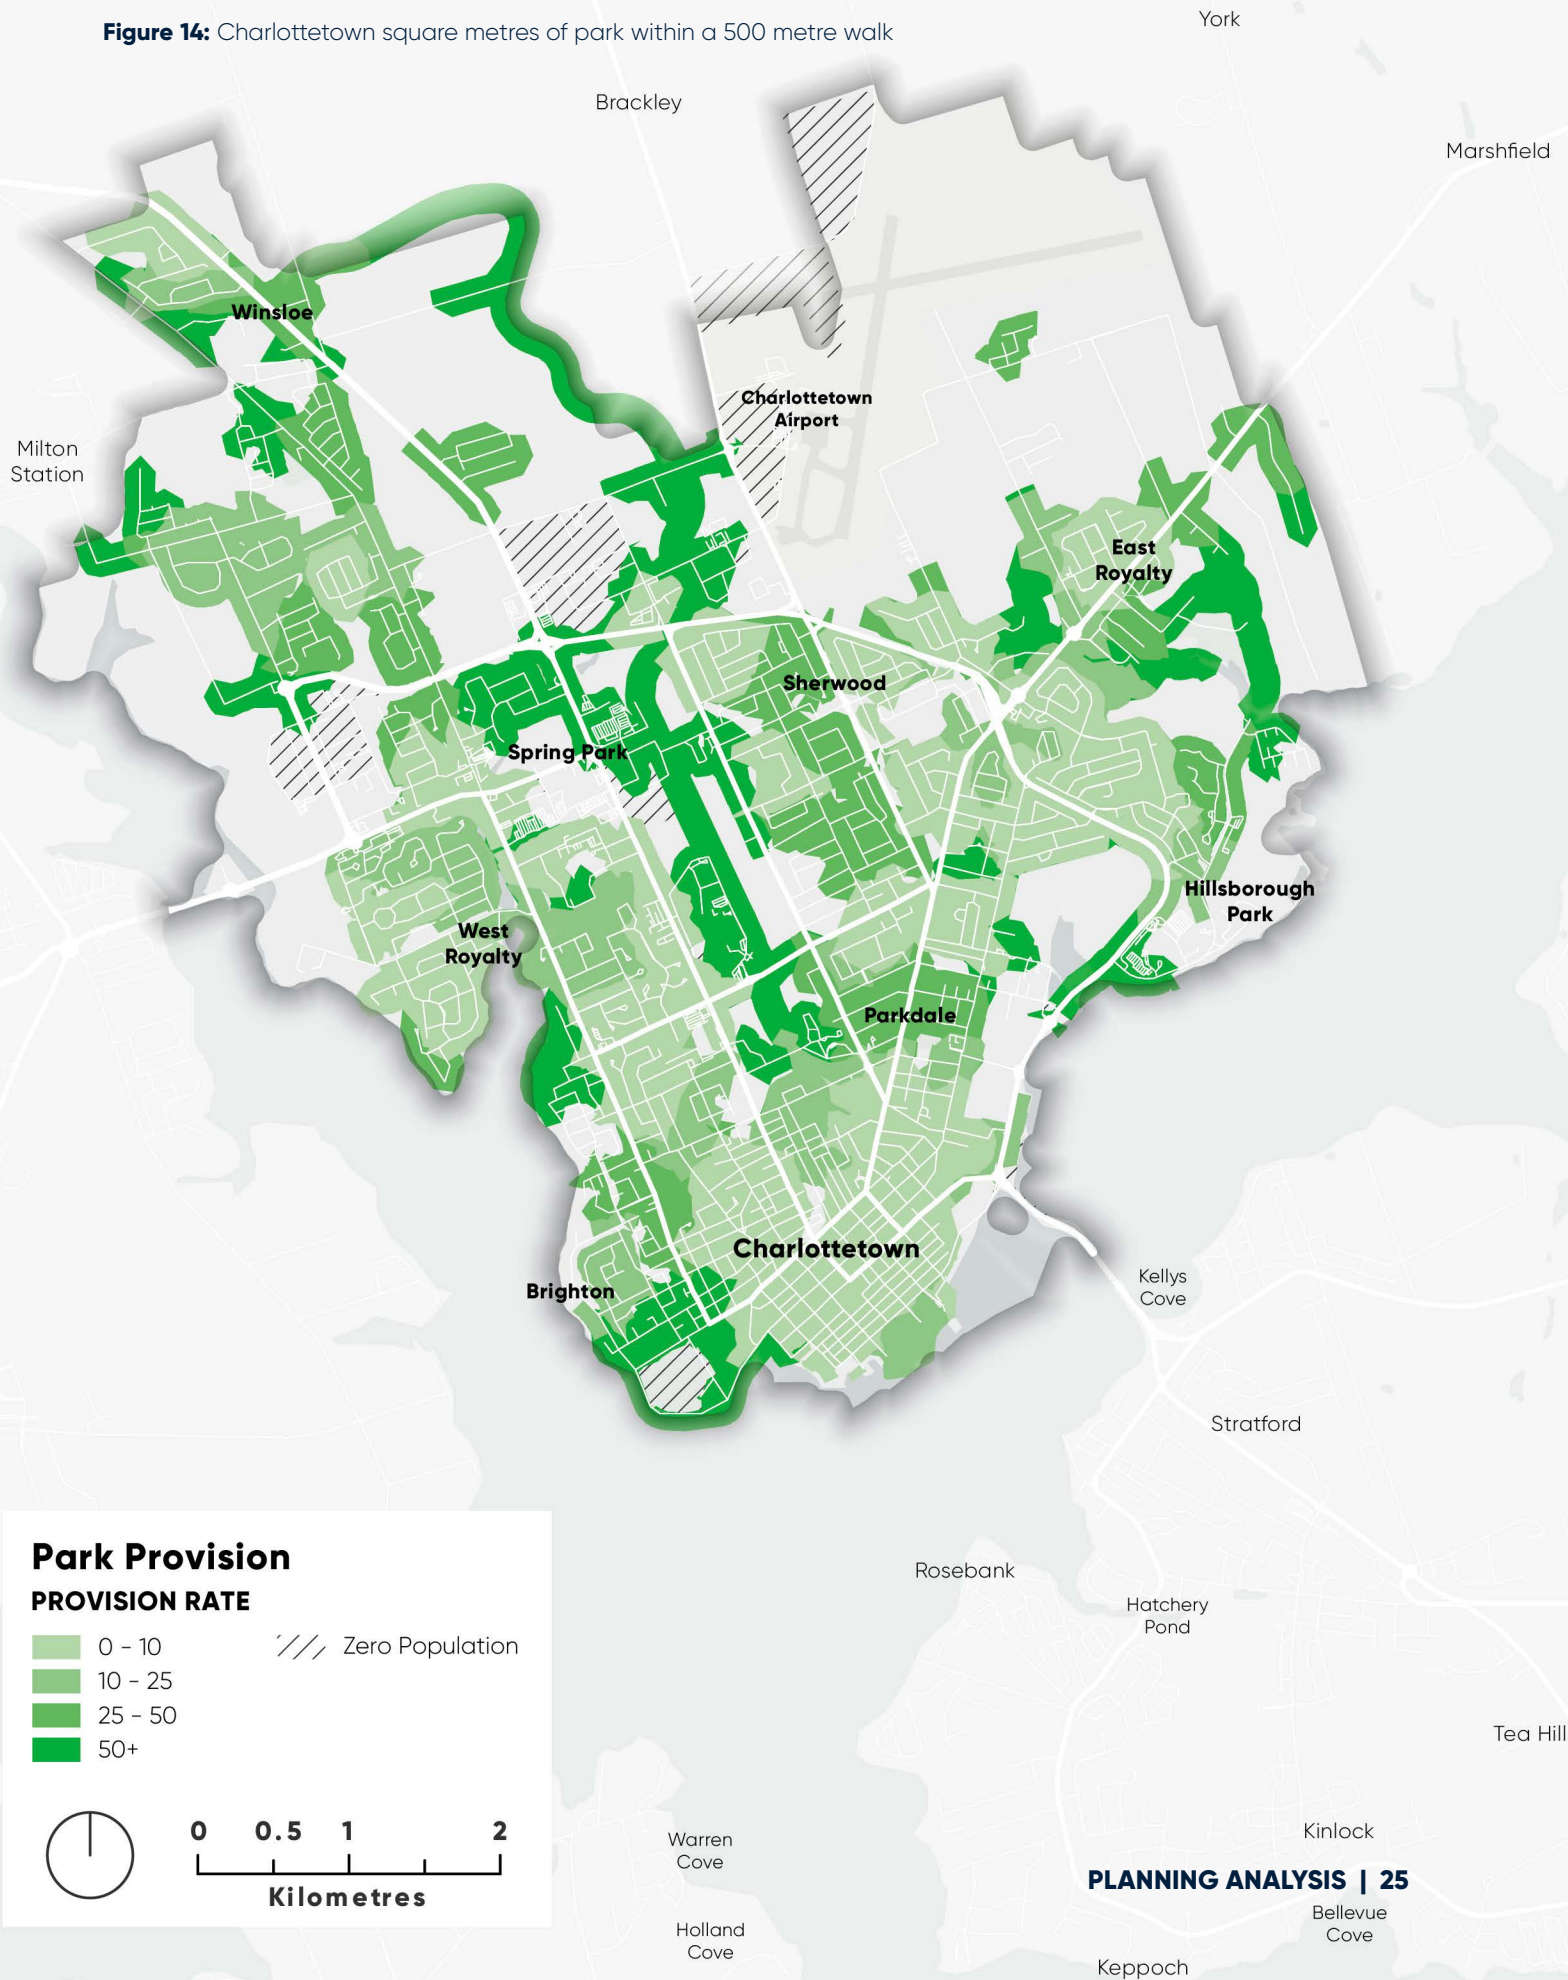 Figure 14: Charlottetown square metres of park within a 500 metre walk
York
Brackley
Marshfield
Winsloe
Charlottetown
Airport
Milton
Station
East
Royalty
Sherwood
Spring Park
Hillsborough
Park
West
Royalty
Parkdale
Charlottetown
Brighton
Kellys
Cove
Stratford
Park Provision
PROVISION RATE
0 - 10
Zero Population
10 - 25
25 - 50
50+
0 0.5 1 2
Kilometres
Rosebank
Hatchery
Pond
Tea Hill
Warren
Cove
Kinlock
PLANNING ANALYSIS | 25
Bellevue
Cove
Holland
Cove
Keppoch